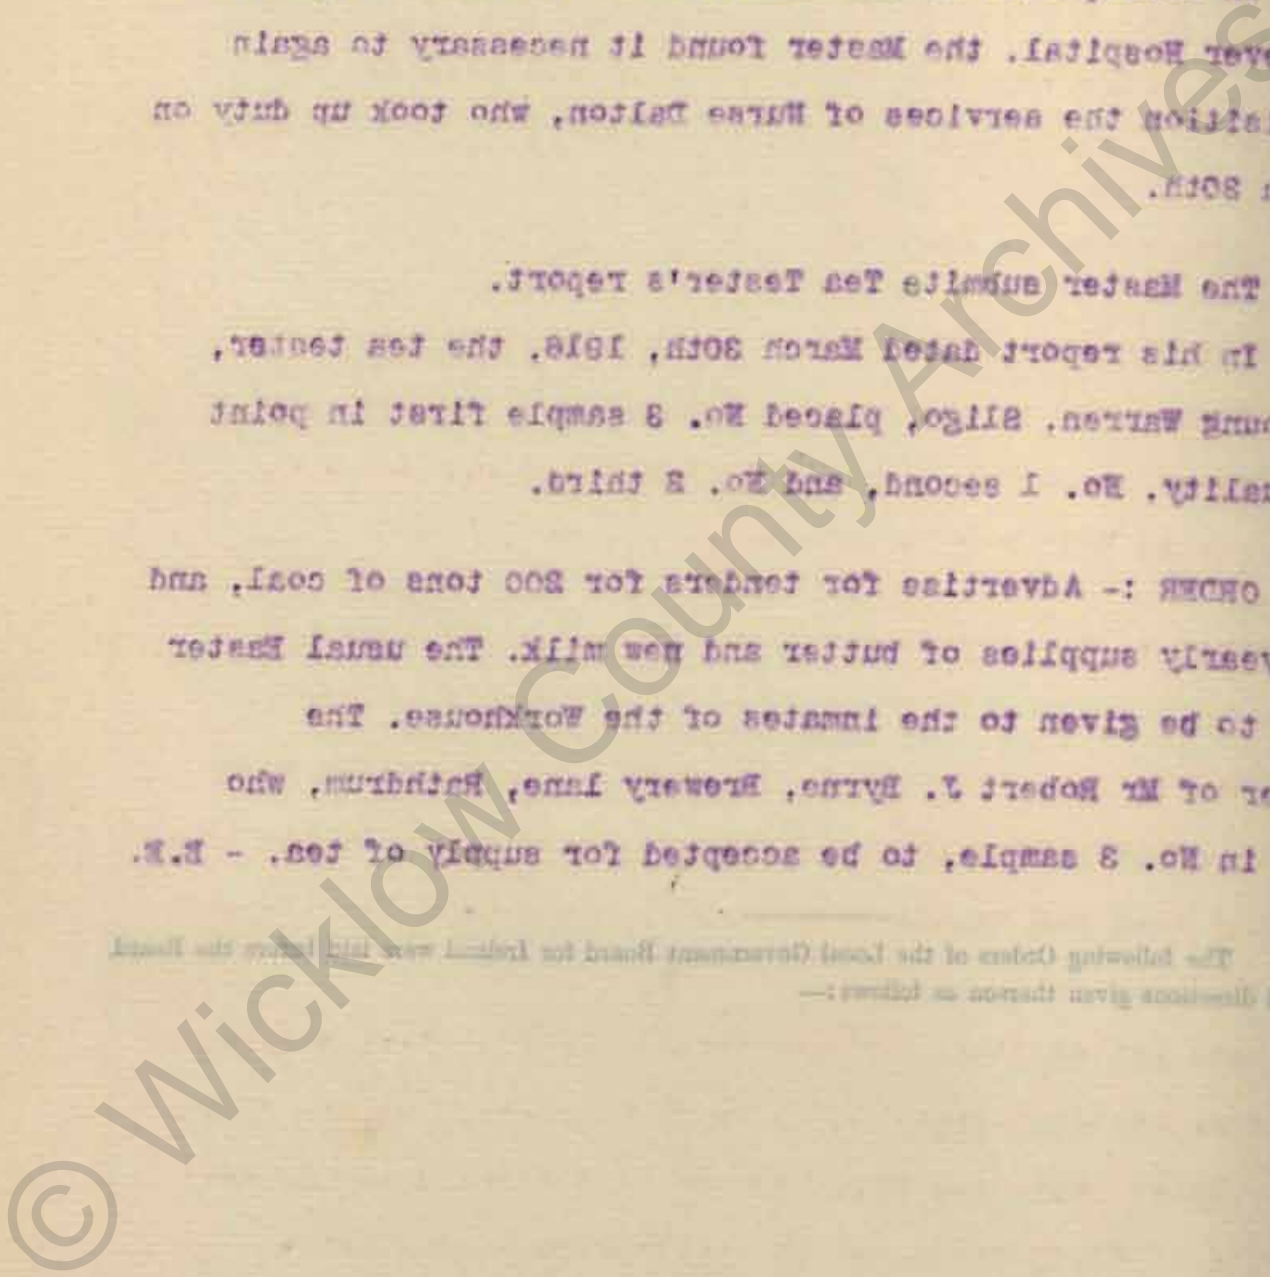 ever Hospital. the Master found it necessary to again
isition the services of Nurse Dalton, who took up duty on
30th.
The Master submits Tea Tester's report.
In his report dated March 30th, 1916. the tea tester,
oung Warren. Sligo, placed No. 3 sample first in point
uality. No. 1 second, and No. 2 third.
ORDER :- Advertise for tenders for 200 tons of coal, and
yearly supplies of butter and new milk. The usual Easter
to be given to the inmates of the Workhouse. The
er of Mr Robert J. Byrne, Brewery lane, Rathdrum, who
in No. 3 sample, to be accepted for supply of tea. -
The following Orders of the Local Government Board for Ireland were laid before the Board,
directions given thereon as follows:—
© Wicklow County Archives